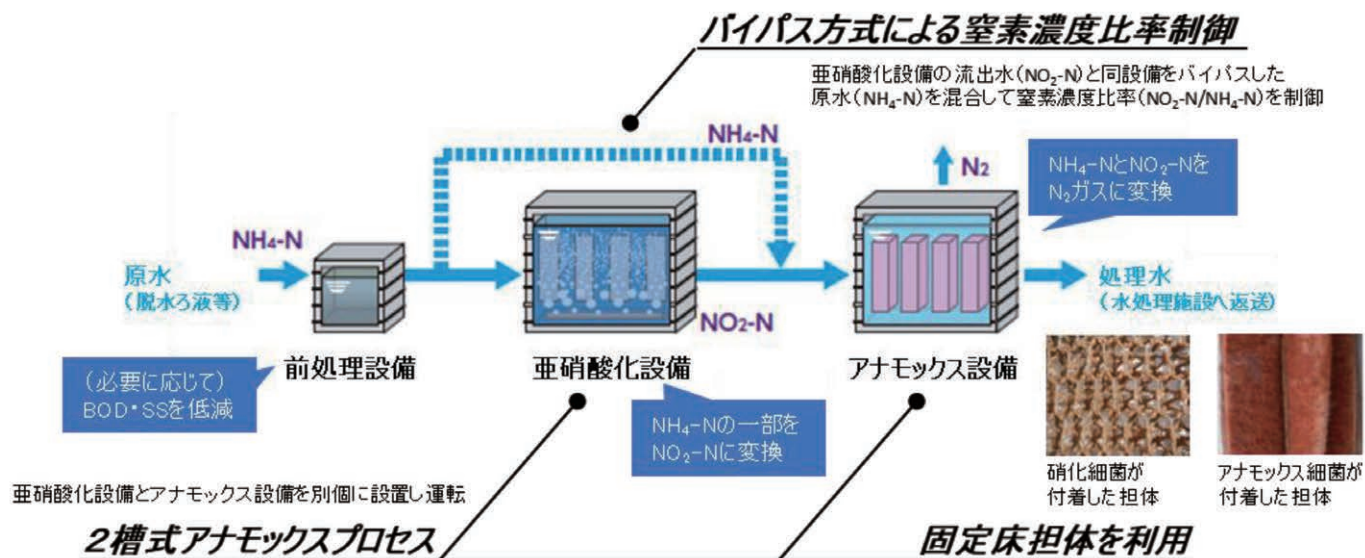 バイパス方式による窒素濃度比率制御
亜硝酸化設備の流出水(NO₂-N)と同設備をバイパスした
原水(NH₄-N)を混合して窒素濃度比率(NO₂-N/NH₄-N)を制御
NH₄-N
N₂
NH₄-NとNO₂-Nを
N₂ガスに変換
NH₄-N
原水
(脱水ろ液等)
処理水
(水処理施設へ返送)
NO₂-N
前処理設備
亜硝酸化設備
アナモックス設備
(必要に応じて)
BOD・SSを低減
NH₄-Nの一部を
NO₂-Nに変換
硝化細菌が
付着した担体
アナモックス細菌が
付着した担体
亜硝酸化設備とアナモックス設備を別個に設置し運転
2槽式アナモックスプロセス
固定床担体を利用